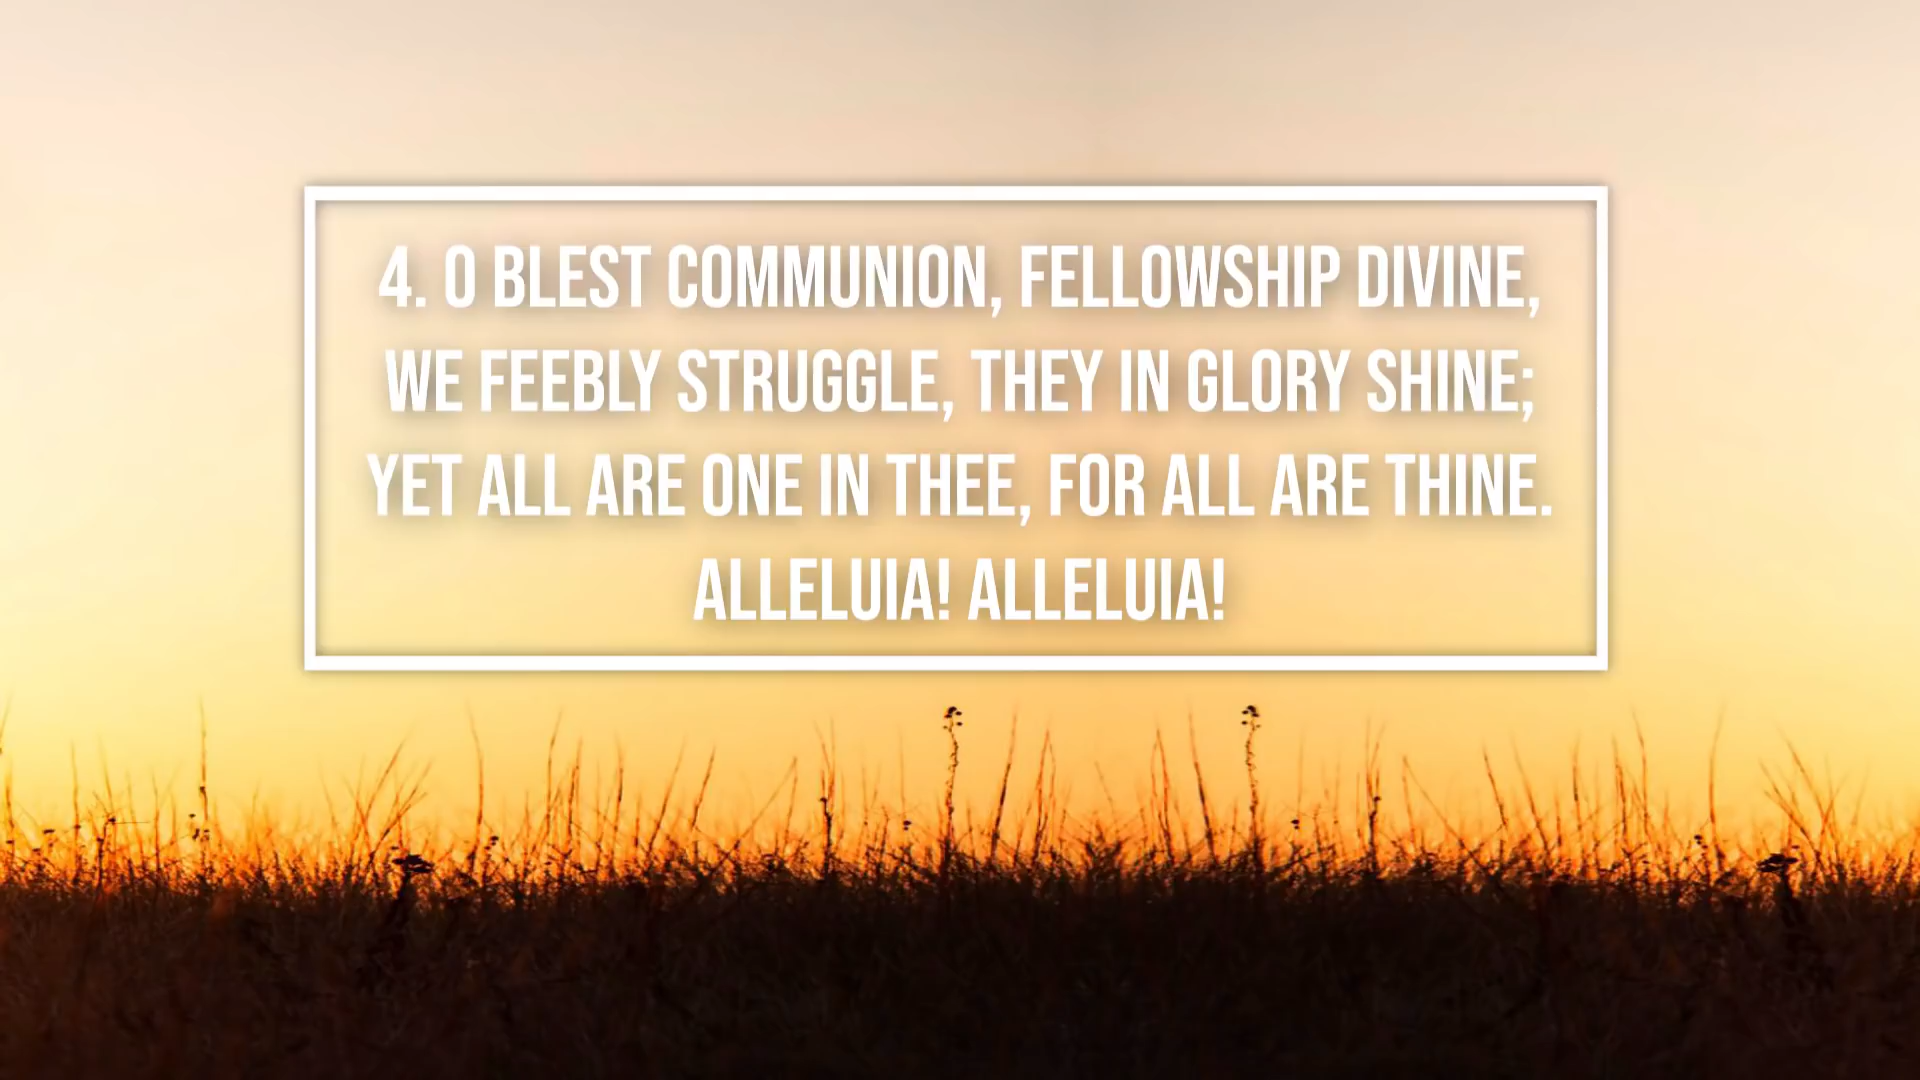 4. O BLEST COMMUNION, FELLOWSHIP DIVINE,
WE FEEBLY STRUGGLE, THEY IN GLORY SHINE;
YET ALL ARE ONE IN THEE, FOR ALL ARE THINE.
ALLELUIA! ALLELUIA!